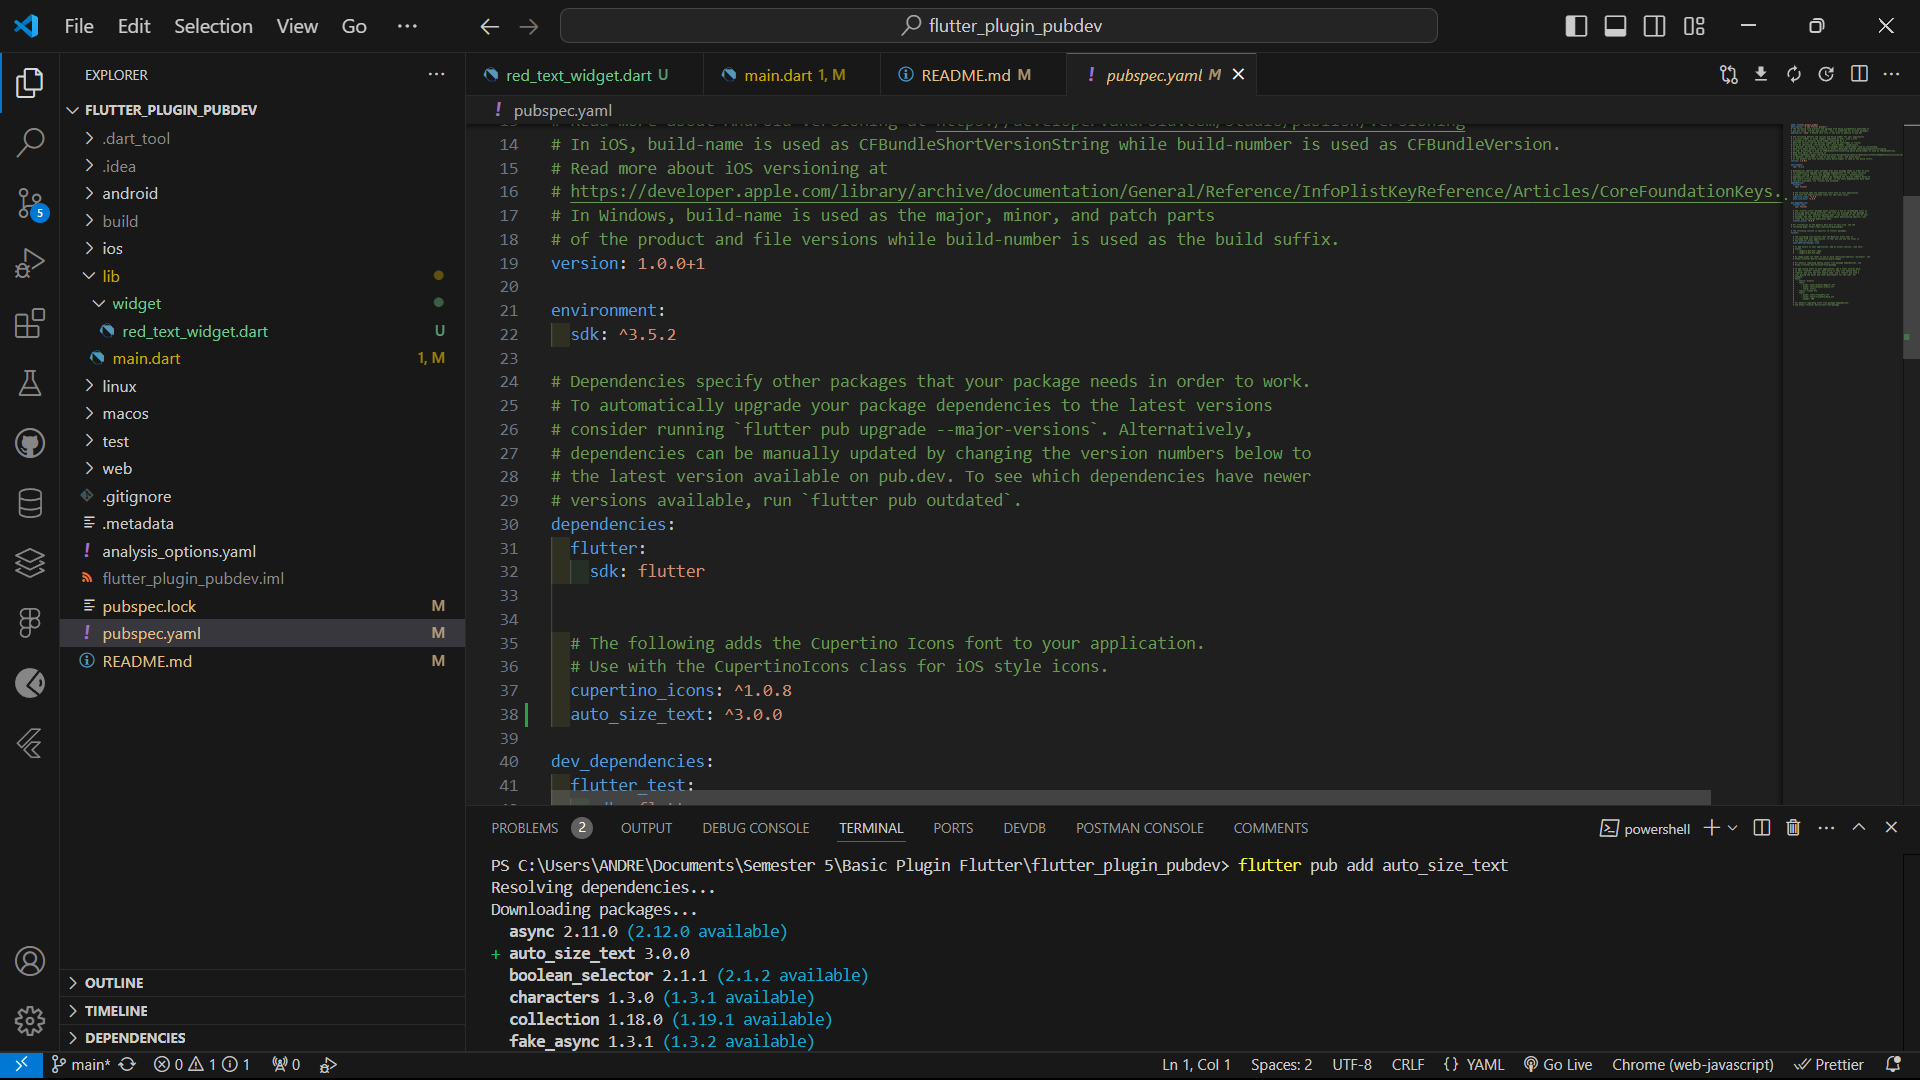 File Edit Selection View Go ···
flutter_plugin_pubdev
EXPLORER
FLUTTER_PLUGIN_PUBDEV
.dart_tool
.idea
android
build
ios
lib
widget
red_text_widget.dart U
main.dart 1, M
linux
macos
test
web
.gitignore
.metadata
analysis_options.yaml
flutter_plugin_pubdev.iml
pubspec.lock M
pubspec.yaml M
README.md M
OUTLINE
TIMELINE
DEPENDENCIES
5
red_text_widget.dart U main.dart 1, M README.md M pubspec.yaml M
pubspec.yaml
14 # In iOS, build-name is used as CFBundleShortVersionString while build-number is used as CFBundleVersion.
15 # Read more about iOS versioning at
16 # https://developer.apple.com/library/archive/documentation/General/Reference/InfoPlistKeyReference/Articles/CoreFoundationKeys.
17 # In Windows, build-name is used as the major, minor, and patch parts
18 # of the product and file versions while build-number is used as the build suffix.
19 version: 1.0.0+1
20
21 environment:
22 sdk: ^3.5.2
23
24 # Dependencies specify other packages that your package needs in order to work.
25 # To automatically upgrade your package dependencies to the latest versions
26 # consider running `flutter pub upgrade --major-versions`. Alternatively,
27 # dependencies can be manually updated by changing the version numbers below to
28 # the latest version available on pub.dev. To see which dependencies have newer
29 # versions available, run `flutter pub outdated`.
30 dependencies:
31 flutter:
32 sdk: flutter
33
34
35 # The following adds the Cupertino Icons font to your application.
36 # Use with the CupertinoIcons class for iOS style icons.
37 cupertino_icons: ^1.0.8
38 auto_size_text: ^3.0.0
39
40 dev_dependencies:
41 flutter_test:
PROBLEMS 2 OUTPUT DEBUG CONSOLE TERMINAL PORTS DEVDB POSTMAN CONSOLE COMMENTS powershell
PS C:\Users\ANDRE\Documents\Semester 5\Basic Plugin Flutter\flutter_plugin_pubdev> flutter pub add auto_size_text
Resolving dependencies...
Downloading packages...
async 2.11.0 (2.12.0 available)
+ auto_size_text 3.0.0
boolean_selector 2.1.1 (2.1.2 available)
characters 1.3.0 (1.3.1 available)
collection 1.18.0 (1.19.1 available)
fake_async 1.3.1 (1.3.2 available)
main* 0 1 1 0 Ln 1, Col 1 Spaces: 2 UTF-8 CRLF {} YAML Go Live Chrome (web-javascript) Prettier